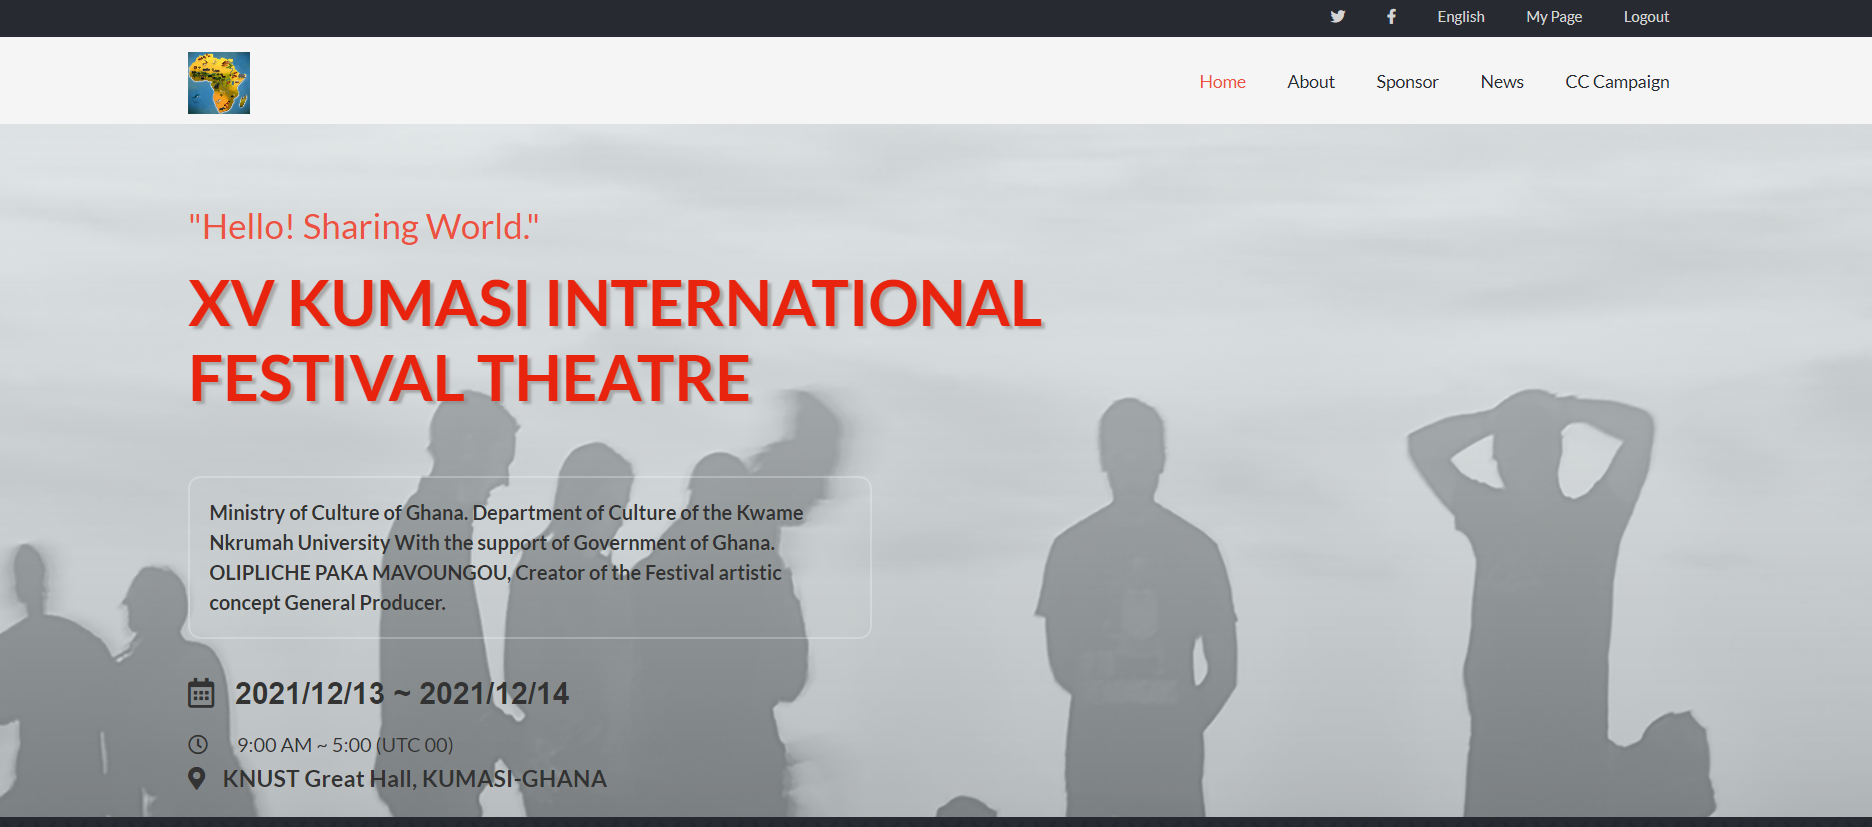 English
My Page
Logout
Home
About
Sponsor
News
CC Campaign
"Hello! Sharing World."
XV KUMASI INTERNATIONAL
FESTIVAL THEATRE
Ministry of Culture of Ghana. Department of Culture of the Kwame
Nkrumah University With the support of Government of Ghana.
OLIPLICHE PAKA MAVOUNGOU, Creator of the Festival artistic
concept General Producer.
2021/12/13 ~ 2021/12/14
9:00 AM ~ 5:00 (UTC 00)
KNUST Great Hall, KUMASI-GHANA